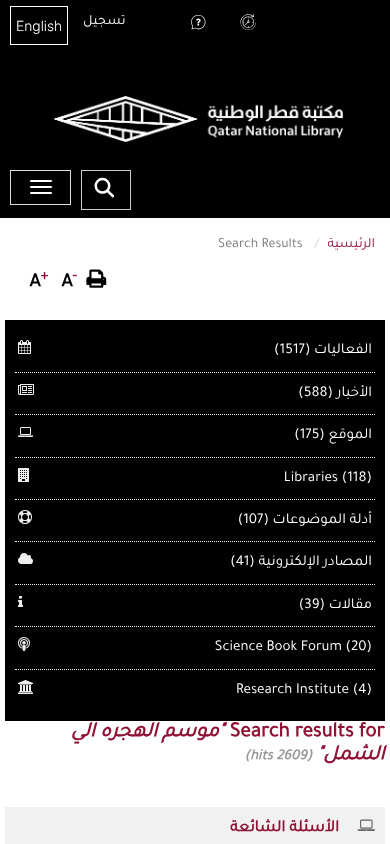 English
تسجيل
مكتبة قطر الوطنية
Qatar National Library
الرئيسية / Search Results
A+ A-
الفعاليات (1517)
الأخبار (588)
الموقع (175)
Libraries (118)
أدلة الموضوعات (107)
المصادر الإلكترونية (41)
مقالات (39)
Science Book Forum (20)
Research Institute (4)
Search results for "موسم الهجره الي
الشمل" (2609 hits)
الأسئلة الشائعة